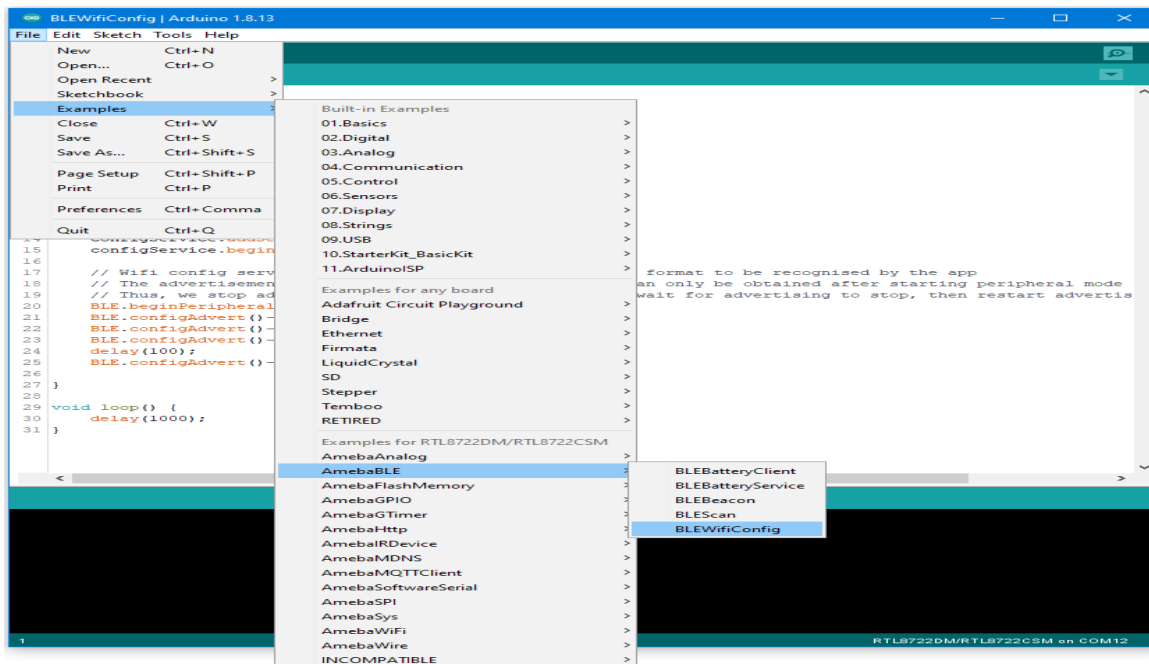 BLEWifiConfig | Arduino 1.8.13
File Edit Sketch Tools Help
New Ctrl+N
Open... Ctrl+O
Open Recent >
Sketchbook >
Examples >
Close Ctrl+W
Save Ctrl+S
Save As... Ctrl+Shift+S
Page Setup Ctrl+Shift+P
Print Ctrl+P
Preferences Ctrl+Comma
Quit Ctrl+Q
Built-in Examples
01.Basics >
02.Digital >
03.Analog >
04.Communication >
05.Control >
06.Sensors >
07.Display >
08.Strings >
09.USB >
10.StarterKit_BasicKit >
11.ArduinoISP >
Examples for any board
Adafruit Circuit Playground >
Bridge >
Ethernet >
Firmata >
LiquidCrystal >
SD >
Stepper >
Temboo >
RETIRED >
Examples for RTL8722DM/RTL8722CSM
AmebaAnalog >
AmebaBLE >
AmebaFlashMemory >
AmebaGPIO >
AmebaGTimer >
AmebaHttp >
AmebaIRDevice >
AmebaMDNS >
AmebaMQTTClient >
AmebaSoftwareSerial >
AmebaSPI >
AmebaSys >
AmebaWiFi >
AmebaWire >
INCOMPATIBLE >
BLEBatteryClient
BLEBatteryService
BLEBeacon
BLEScan
BLEWifiConfig
15 configService.begin
16
17 // Wifi config serv format to be recognised by the app
18 // The advertisemen an only be obtained after starting peripheral mode
19 // Thus, we stop ad wait for advertising to stop, then restart advertis
20 BLE.beginPeripheral
21 BLE.configAdvert()-
22 BLE.configAdvert()-
23 BLE.configAdvert()-
24 delay(100);
25 BLE.configAdvert()-
26
27 }
28
29 void loop() {
30 delay(1000);
31 }
1 RTL8722DM/RTL8722CSM on COM12